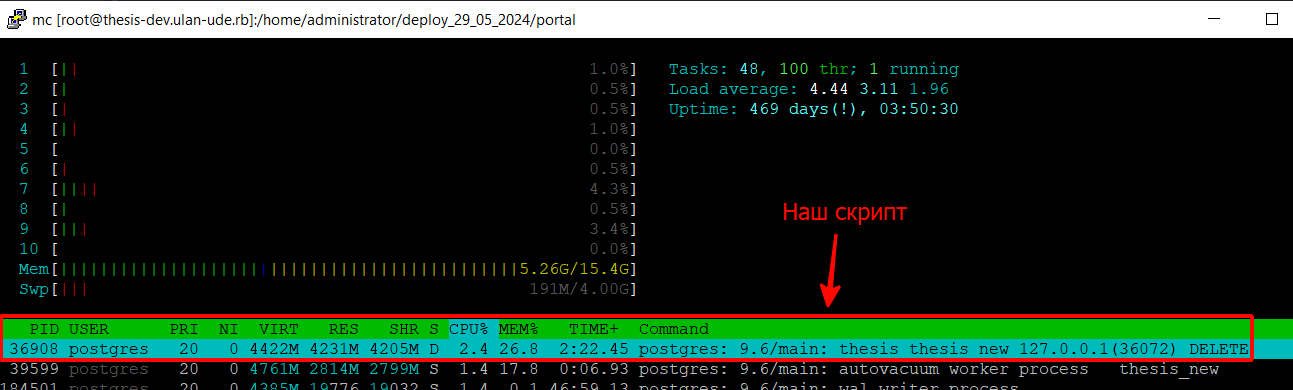 mc [root@thesis-dev.ulan-ude.rb]:/home/administrator/deploy_29_05_2024/portal
1 [|| 1.0%] Tasks: 48, 100 thr; 1 running
2 [| 0.5%] Load average: 4.44 3.11 1.96
3 [| 0.5%] Uptime: 469 days(!), 03:50:30
4 [|| 1.0%]
5 [ 0.0%]
6 [| 0.5%]
7 [|||| 4.3%]
8 [| 0.5%]
9 [||| 3.4%]
10 [ 0.0%]
Наш скрипт
Mem[||||||||||||||||||||||||||||||||||||||||||||||5.26G/15.4G]
Swp[||| 191M/4.00G]
PID USER PRI NI VIRT RES SHR S CPU% MEM% TIME+ Command
36908 postgres 20 0 4422M 4231M 4205M D 2.4 26.8 2:22.45 postgres: 9.6/main: thesis thesis_new 127.0.0.1(36072) DELETE
39599 postgres 20 0 4761M 2814M 2799M S 1.4 17.8 0:06.93 postgres: 9.6/main: autovacuum worker process thesis_new
184501 postgres 20 0 4385M 19776 19032 S 1.4 0.1 46:59.13 postgres: 9.6/main: wal writer process